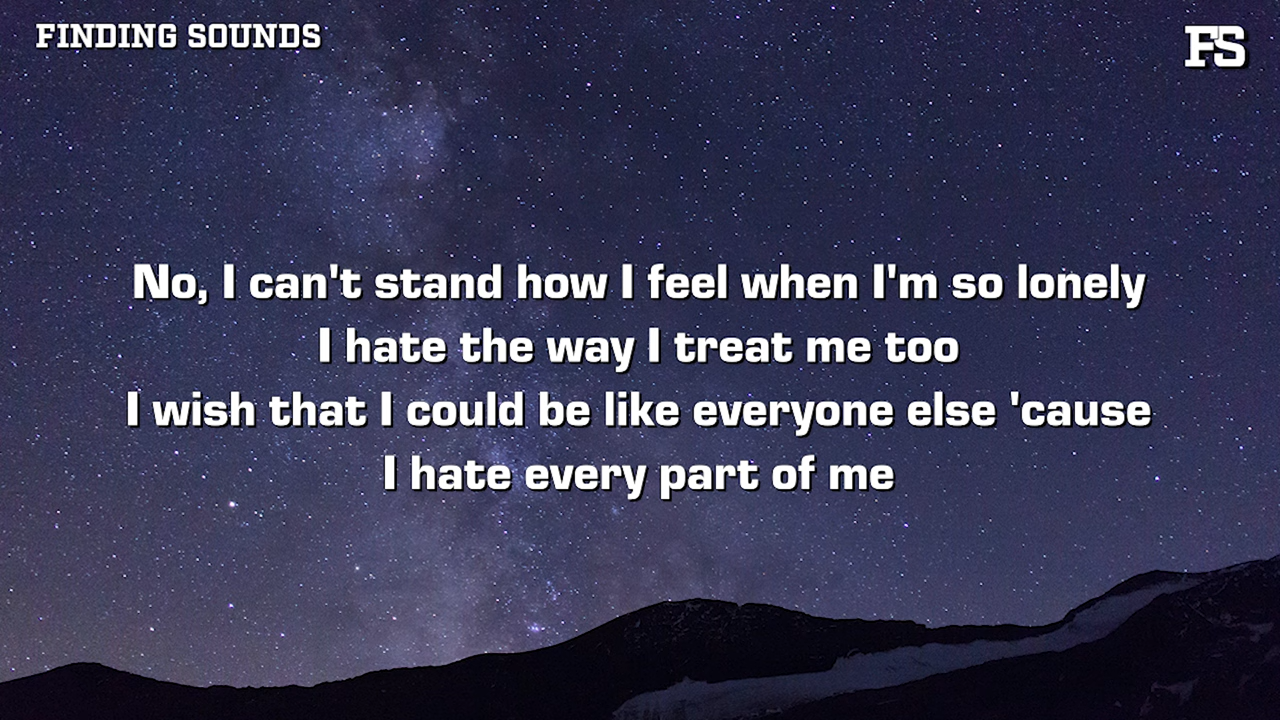 FINDING SOUNDS
FS
No, I can't stand how I feel when I'm so lonely
I hate the way I treat me too
I wish that I could be like everyone else 'cause
I hate every part of me